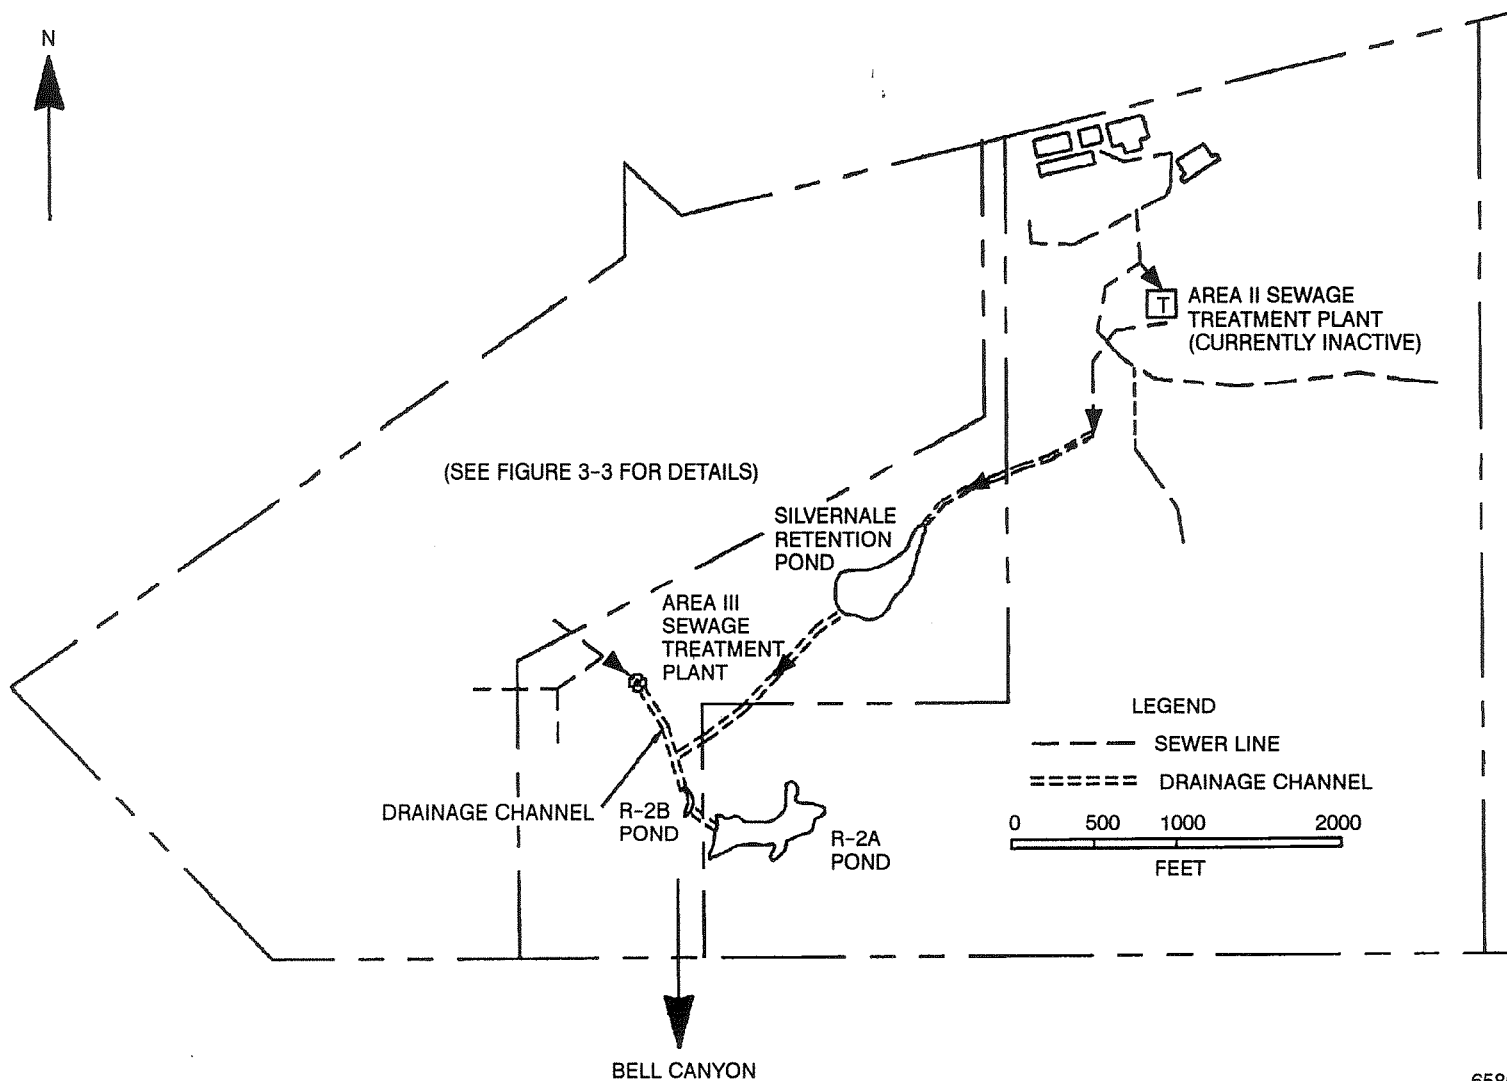 N
T
AREA II SEWAGE
TREATMENT PLANT
(CURRENTLY INACTIVE)
(SEE FIGURE 3-3 FOR DETAILS)
SILVERNALE
RETENTION
POND
AREA III
SEWAGE
TREATMENT
PLANT
LEGEND
SEWER LINE
DRAINAGE CHANNEL
0 500 1000 2000
FEET
DRAINAGE CHANNEL
R-2B
POND
R-2A
POND
BELL CANYON